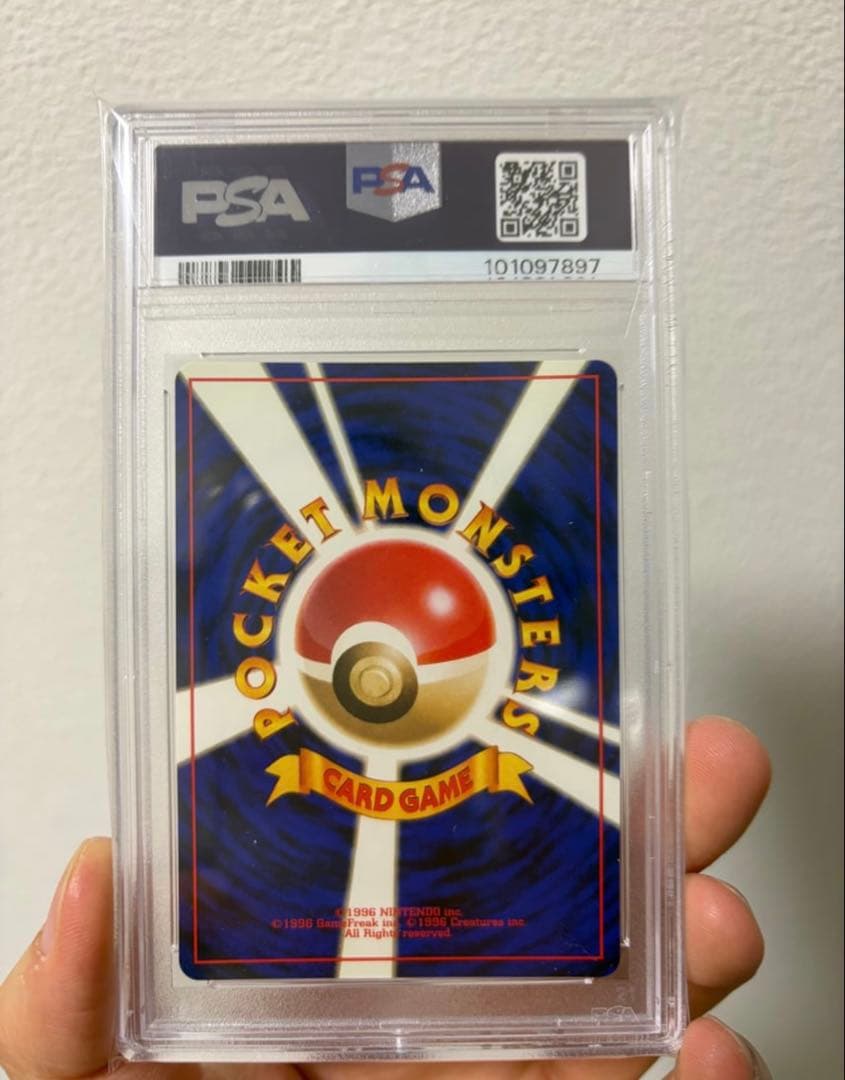 PSA
PSA
101097897
POCKET MONSTERS
CARD GAME
©1996 NINTENDO inc.
©1996 GameFreak inc. ©1996 Creatures inc.
All Rights reserved.
PSA